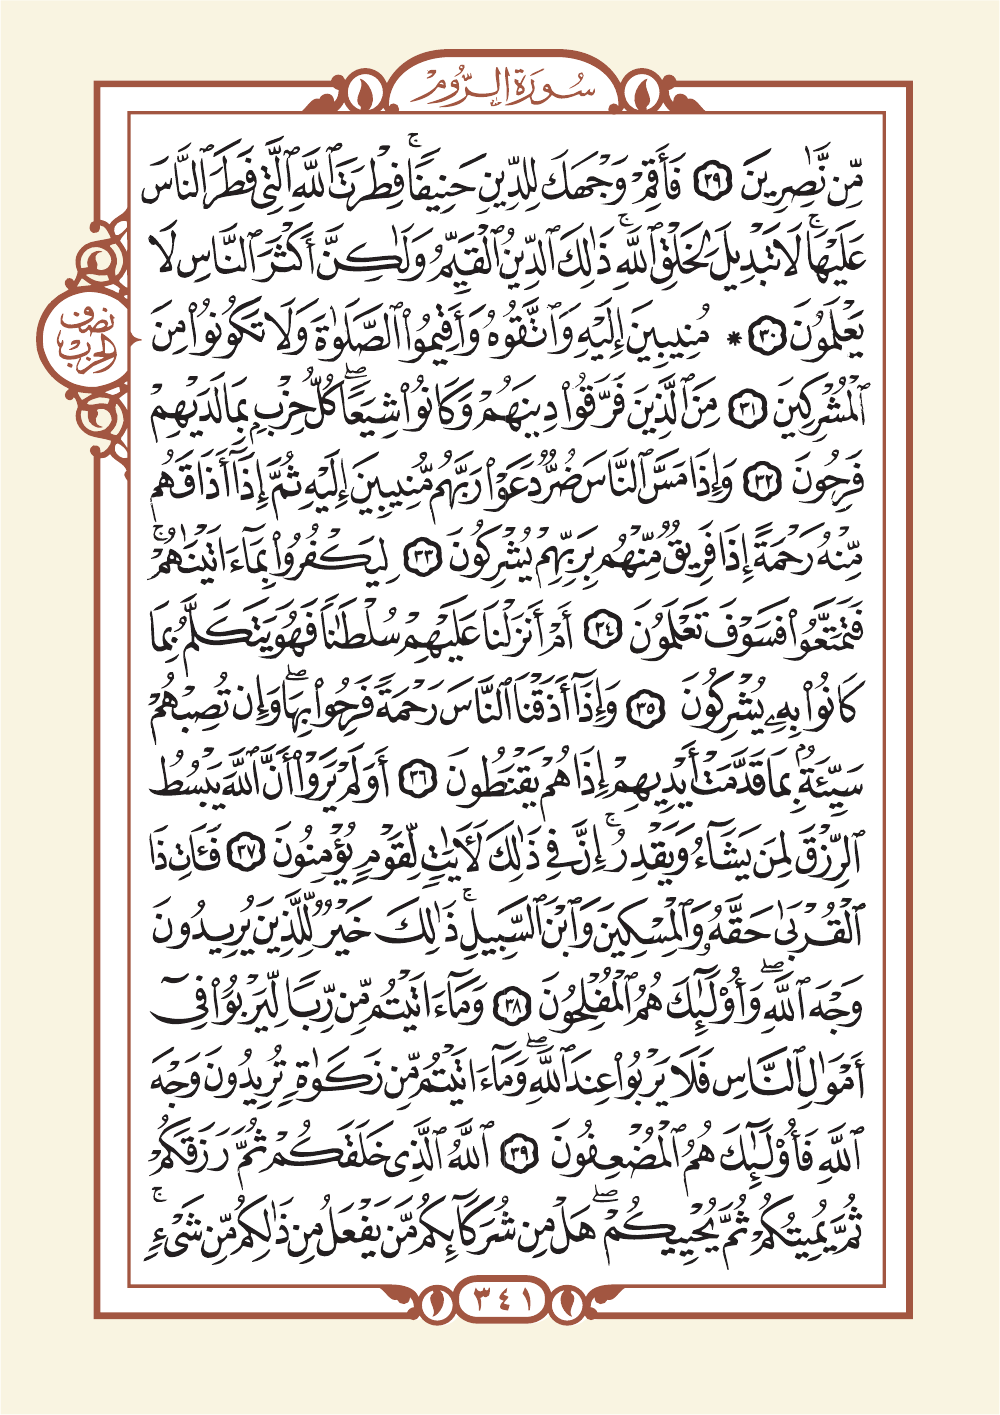 سُورَةُ الرُّومِ
مِّن نَّٰصِرِينَ ٢٩ فَأَقِمْ وَجْهَكَ لِلدِّينِ حَنِيفًاۚ فِطْرَتَ ٱللَّهِ ٱلَّتِي فَطَرَ ٱلنَّاسَ
عَلَيْهَاۚ لَا تَبْدِيلَ لِخَلْقِ ٱللَّهِۚ ذَٰلِكَ ٱلدِّينُ ٱلْقَيِّمُ وَلَٰكِنَّ أَكْثَرَ ٱلنَّاسِ لَا
يَعْلَمُونَ ٣٠ * مُنِيبِينَ إِلَيْهِ وَٱتَّقُوهُ وَأَقِيمُوا۟ ٱلصَّلَوٰةَ وَلَا تَكُونُوا۟ مِنَ
نصف الحزب
ٱلْمُشْرِكِينَ ٣١ مِنَ ٱلَّذِينَ فَرَّقُوا۟ دِينَهُمْ وَكَانُوا۟ شِيَعًاۖ كُلُّ حِزْبٍۭ بِمَا لَدَيْهِمْ
فَرِحُونَ ٣٢ وَإِذَا مَسَّ ٱلنَّاسَ ضُرٌّ دَعَوْا۟ رَبَّهُم مُّنِيبِينَ إِلَيْهِ ثُمَّ إِذَآ أَذَاقَهُم
مِّنْهُ رَحْمَةً إِذَا فَرِيقٌ مِّنْهُم بِرَبِّهِمْ يُشْرِكُونَ ٣٣ لِيَكْفُرُوا۟ بِمَآ ءَاتَيْنَٰهُمْۚ
فَتَمَتَّعُوا۟ فَسَوْفَ تَعْلَمُونَ ٣٤ أَمْ أَنزَلْنَا عَلَيْهِمْ سُلْطَٰنًا فَهُوَ يَتَكَلَّمُ بِمَا
كَانُوا۟ بِهِۦ يُشْرِكُونَ ٣٥ وَإِذَآ أَذَقْنَا ٱلنَّاسَ رَحْمَةً فَرِحُوا۟ بِهَاۖ وَإِن تُصِبْهُمْ
سَيِّئَةٌۢ بِمَا قَدَّمَتْ أَيْدِيهِمْ إِذَا هُمْ يَقْنَطُونَ ٣٦ أَوَلَمْ يَرَوْا۟ أَنَّ ٱللَّهَ يَبْسُطُ
ٱلرِّزْقَ لِمَن يَشَآءُ وَيَقْدِرُۚ إِنَّ فِي ذَٰلِكَ لَءَايَٰتٍ لِّقَوْمٍ يُؤْمِنُونَ ٣٧ فَـَٔاتِ ذَا
ٱلْقُرْبَىٰ حَقَّهُۥ وَٱلْمِسْكِينَ وَٱبْنَ ٱلسَّبِيلِۚ ذَٰلِكَ خَيْرٌ لِّلَّذِينَ يُرِيدُونَ
وَجْهَ ٱللَّهِۖ وَأُو۟لَٰٓئِكَ هُمُ ٱلْمُفْلِحُونَ ٣٨ وَمَآ ءَاتَيْتُم مِّن رِّبًا لِّيَرْبُوَا۟ فِيٓ
أَمْوَٰلِ ٱلنَّاسِ فَلَا يَرْبُوا۟ عِندَ ٱللَّهِۖ وَمَآ ءَاتَيْتُم مِّن زَكَوٰةٍ تُرِيدُونَ وَجْهَ
ٱللَّهِ فَأُو۟لَٰٓئِكَ هُمُ ٱلْمُضْعِفُونَ ٣٩ ٱللَّهُ ٱلَّذِي خَلَقَكُمْ ثُمَّ رَزَقَكُمْ
ثُمَّ يُمِيتُكُمْ ثُمَّ يُحْيِيكُمْۖ هَلْ مِن شُرَكَآئِكُم مَّن يَفْعَلُ مِن ذَٰلِكُم مِّن شَيْءٍۚ
٣٤١